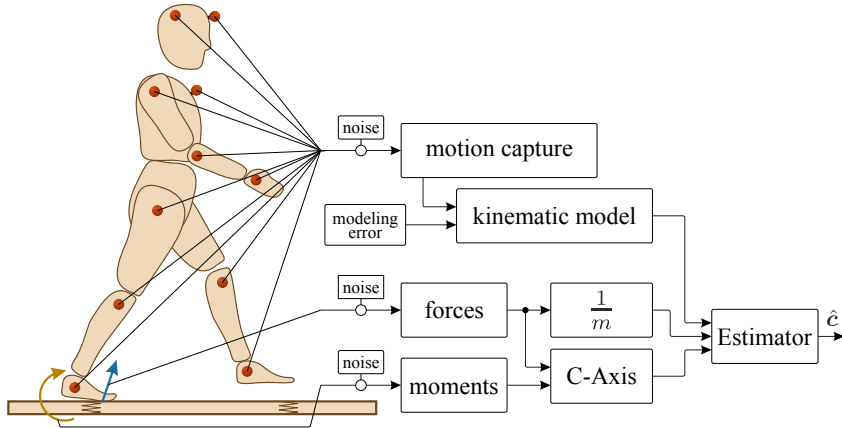 noise
motion capture
modeling
error
kinematic model
noise
forces
1
m
Estimator
ĉ
noise
moments
C-Axis